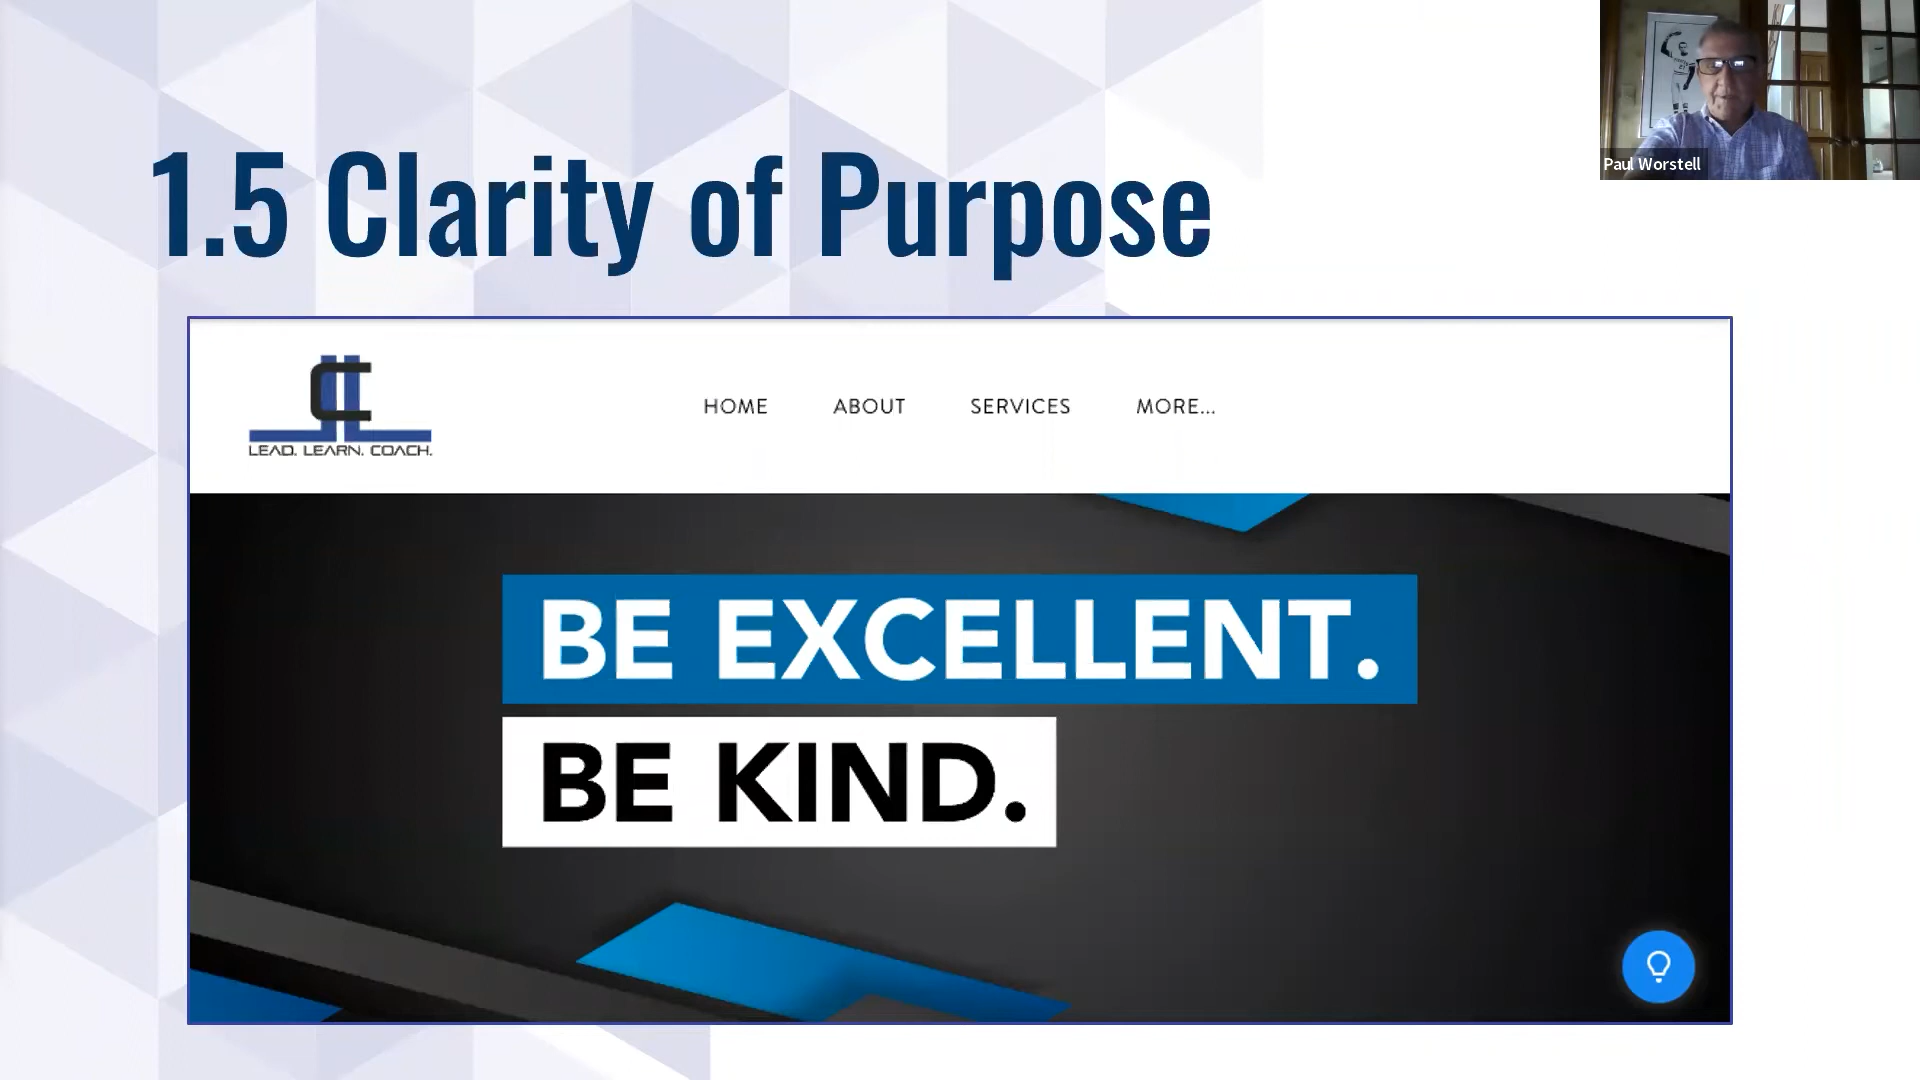 1.5 Clarity of Purpose
Paul Worstell
LEAD. LEARN. COACH.
HOME ABOUT SERVICES MORE...
BE EXCELLENT.
BE KIND.